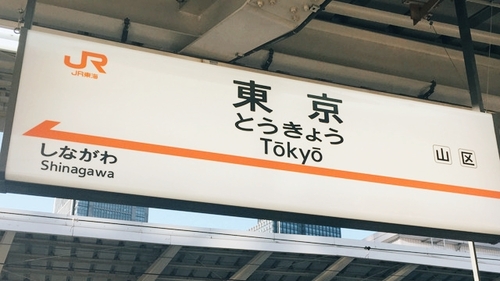 JR
JR東海
東京
とうきょう
Tōkyō
山区
しながわ
Shinagawa